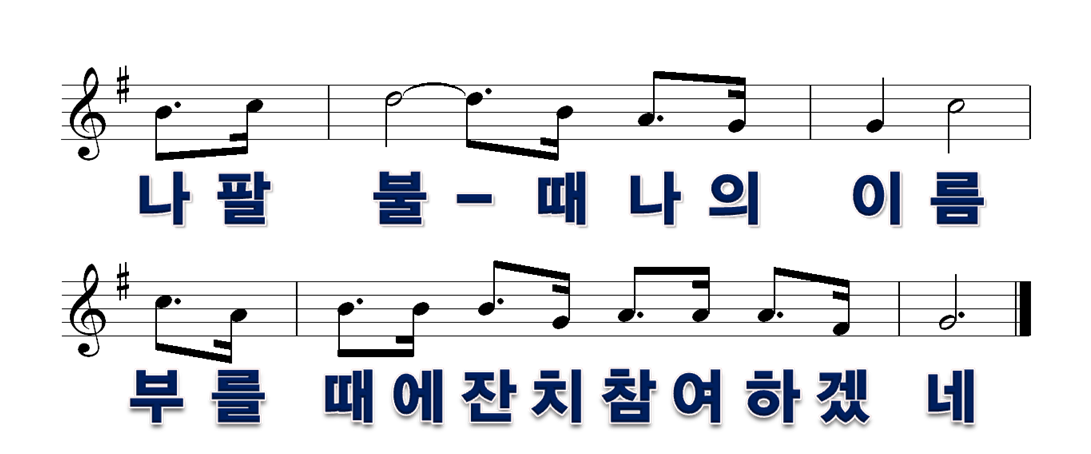 나 팔 불 - 때 나 의 이 름
부 를 때 에 잔 치 참 여 하 겠 네